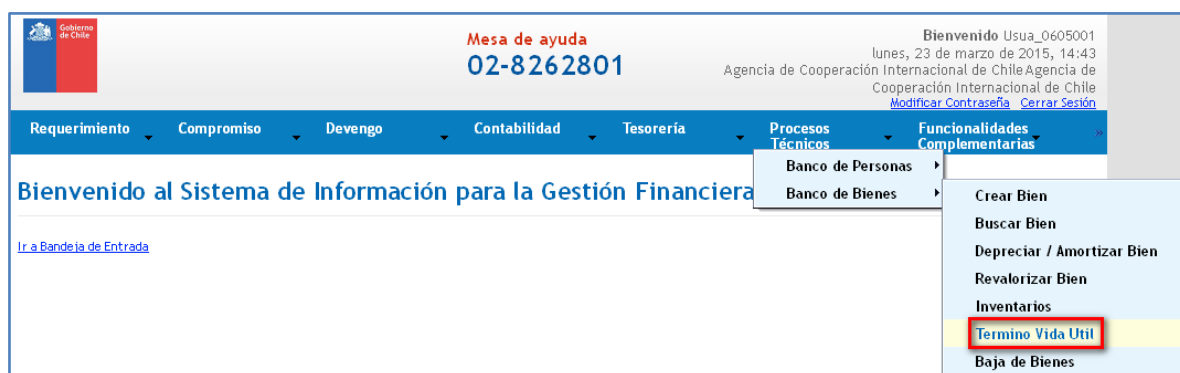 Gobierno
de Chile
Mesa de ayuda
02-8262801
Bienvenido Usua_0605001
lunes, 23 de marzo de 2015, 14:43
Agencia de Cooperación Internacional de ChileAgencia de
Cooperación Internacional de Chile
Modificar Contraseña Cerrar Sesión
Requerimiento Compromiso Devengo Contabilidad Tesorería Procesos Técnicos Funcionalidades Complementarias »
Banco de Personas
Banco de Bienes
Bienvenido al Sistema de Información para la Gestión Financiera
Ir a Bandeja de Entrada
Crear Bien
Buscar Bien
Depreciar / Amortizar Bien
Revalorizar Bien
Inventarios
Termino Vida Util
Baja de Bienes